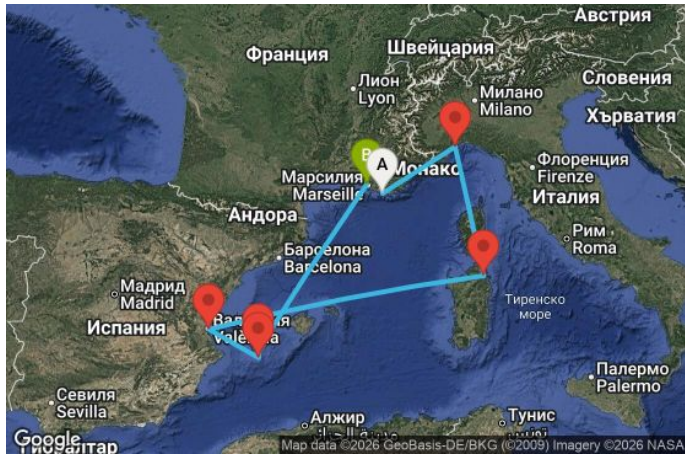 Австрия
Швейцария
Франция
Словения
Лион
Lyon
Милано
Milano
Хърватия
B
A
Монако
Марсилия
Marseille
Флоренция
Firenze
Италия
Андора
Рим
Roma
Барселона
Barcelona
Мадрид
Madrid
Тиренско
море
Испания
València
Палермо
Palermo
Севиля
Sevilla
Алжир
Тунис
Tunis
Google
Map data ©2026 GeoBasis-DE/BKG (©2009) Imagery ©2026 NASA